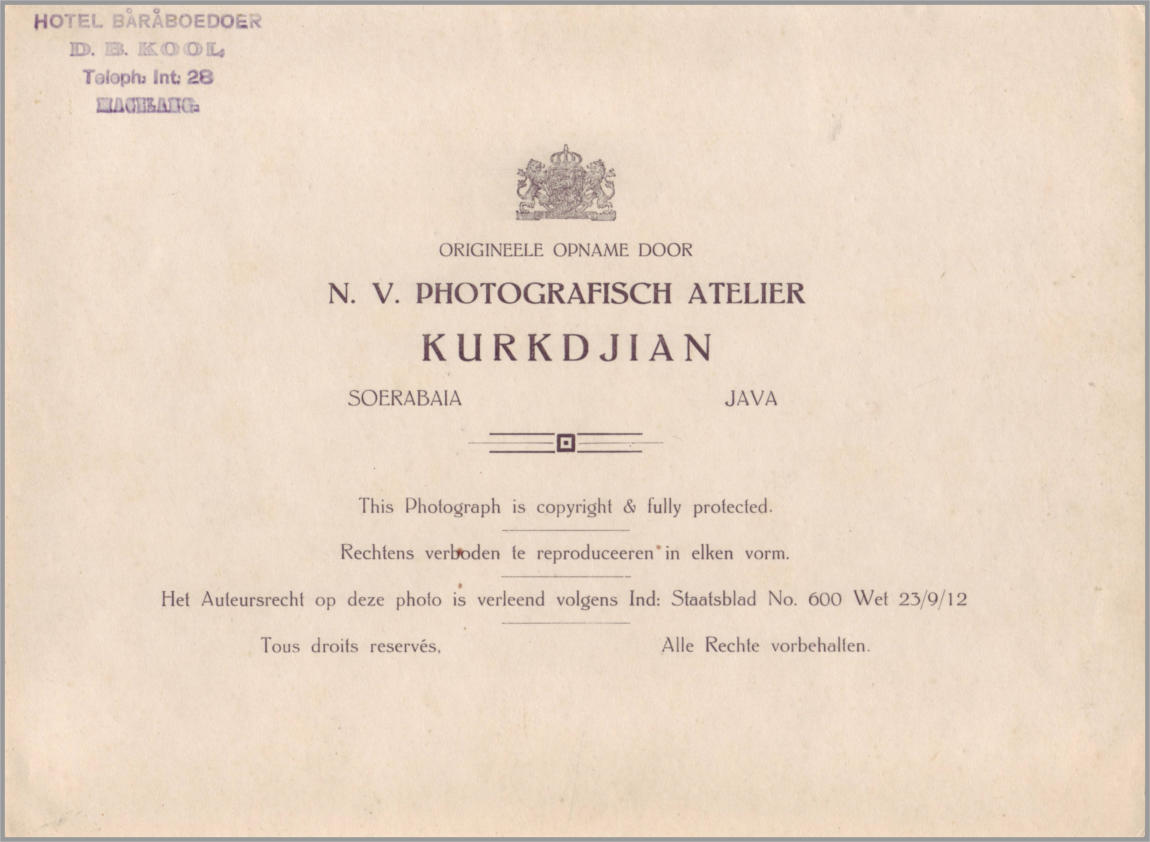 HOTEL BÅRÅBOEDOER
D. B. KOOL,
Teleph: Int: 28
MAGELANG.
ORIGINEELE OPNAME DOOR
N. V. PHOTOGRAFISCH ATELIER
KURKDJIAN
SOERABAIA JAVA
This Photograph is copyright & fully protected.
Rechtens verboden te reproduceeren in elken vorm.
Het Auteursrecht op deze photo is verleend volgens Ind: Staatsblad No. 600 Wet 23/9/12
Tous droits reservés, Alle Rechte vorbehalten.